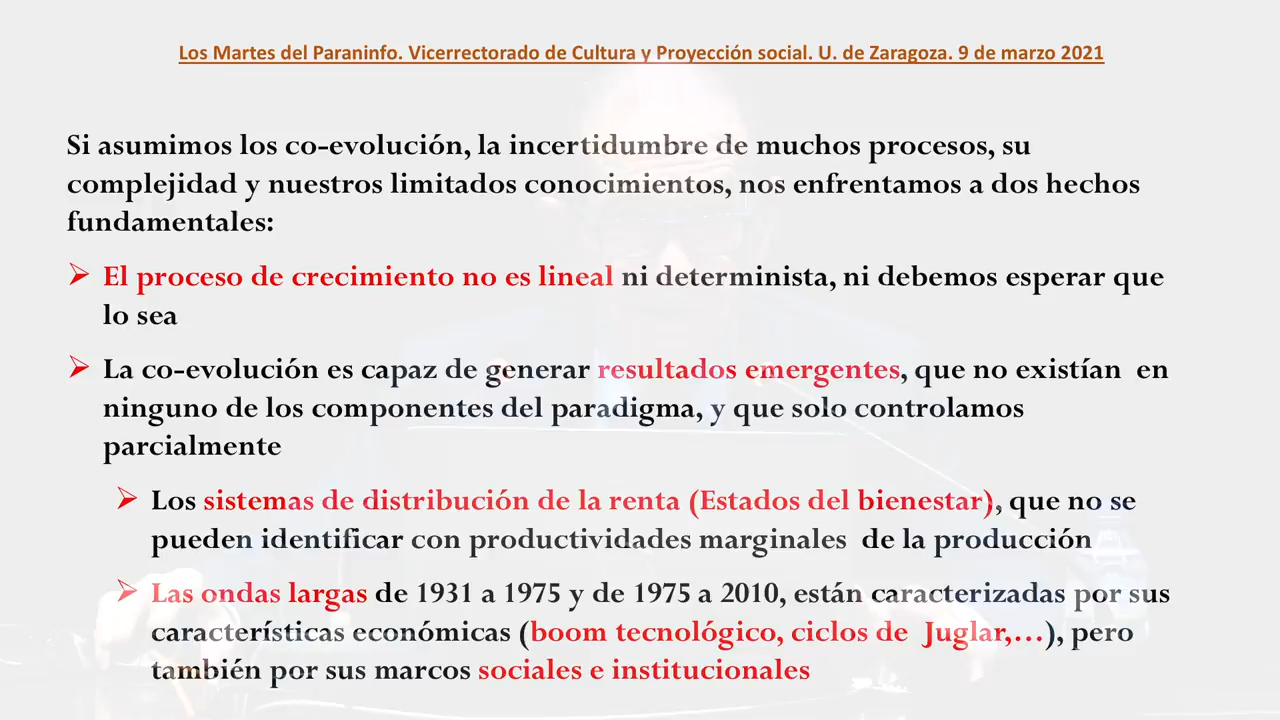 Los Martes del Paraninfo. Vicerrectorado de Cultura y Proyección social. U. de Zaragoza. 9 de marzo 2021
Si asumimos los co-evolución, la incertidumbre de muchos procesos, su
complejidad y nuestros limitados conocimientos, nos enfrentamos a dos hechos
fundamentales:
El proceso de crecimiento no es lineal ni determinista, ni debemos esperar que
lo sea
La co-evolución es capaz de generar resultados emergentes, que no existían en
ninguno de los componentes del paradigma, y que solo controlamos
parcialmente
Los sistemas de distribución de la renta (Estados del bienestar), que no se
pueden identificar con productividades marginales de la producción
Las ondas largas de 1931 a 1975 y de 1975 a 2010, están caracterizadas por sus
características económicas (boom tecnológico, ciclos de Juglar,...), pero
también por sus marcos sociales e institucionales